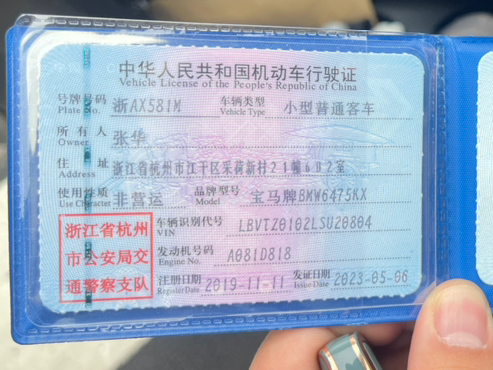 中华人民共和国机动车行驶证
Vehicle License of the People's Republic of China
号牌号码 浙AX581M 车辆类型 小型普通客车
Plate No. Vehicle Type
所有人 张华
Owner
住址 浙江省杭州市江干区采荷新村21幢602室
Address
使用性质 非营运 品牌型号 宝马牌BMW6475KX
Use Character Model
浙江省杭州
市公安局交
通警察支队
车辆识别代号 LBVTZ0102LSU20804
VIN
发动机号码 A081D818
Engine No.
注册日期 2019-11-11 发证日期 2023-05-06
Register Date Issue Date